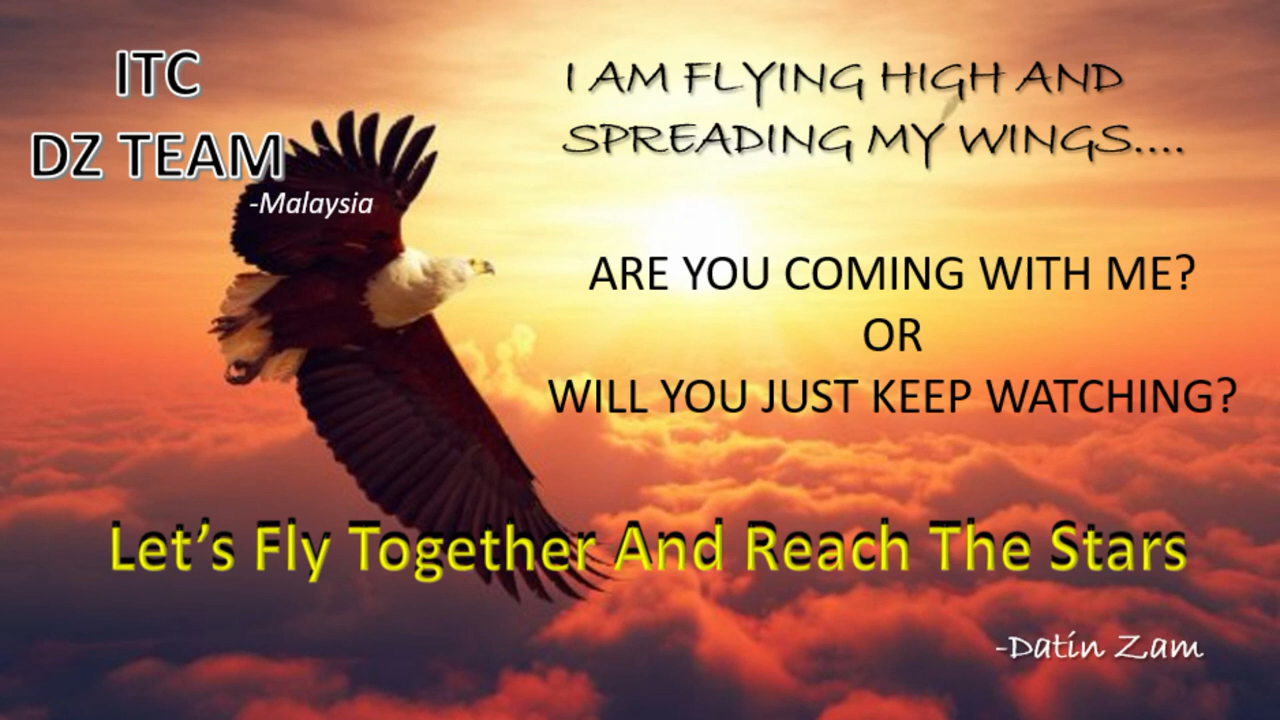 ITC
DZ TEAM
-Malaysia
I AM FLYING HIGH AND
SPREADING MY WINGS....
ARE YOU COMING WITH ME?
OR
WILL YOU JUST KEEP WATCHING?
Let's Fly Together And Reach The Stars
-Datin Zam